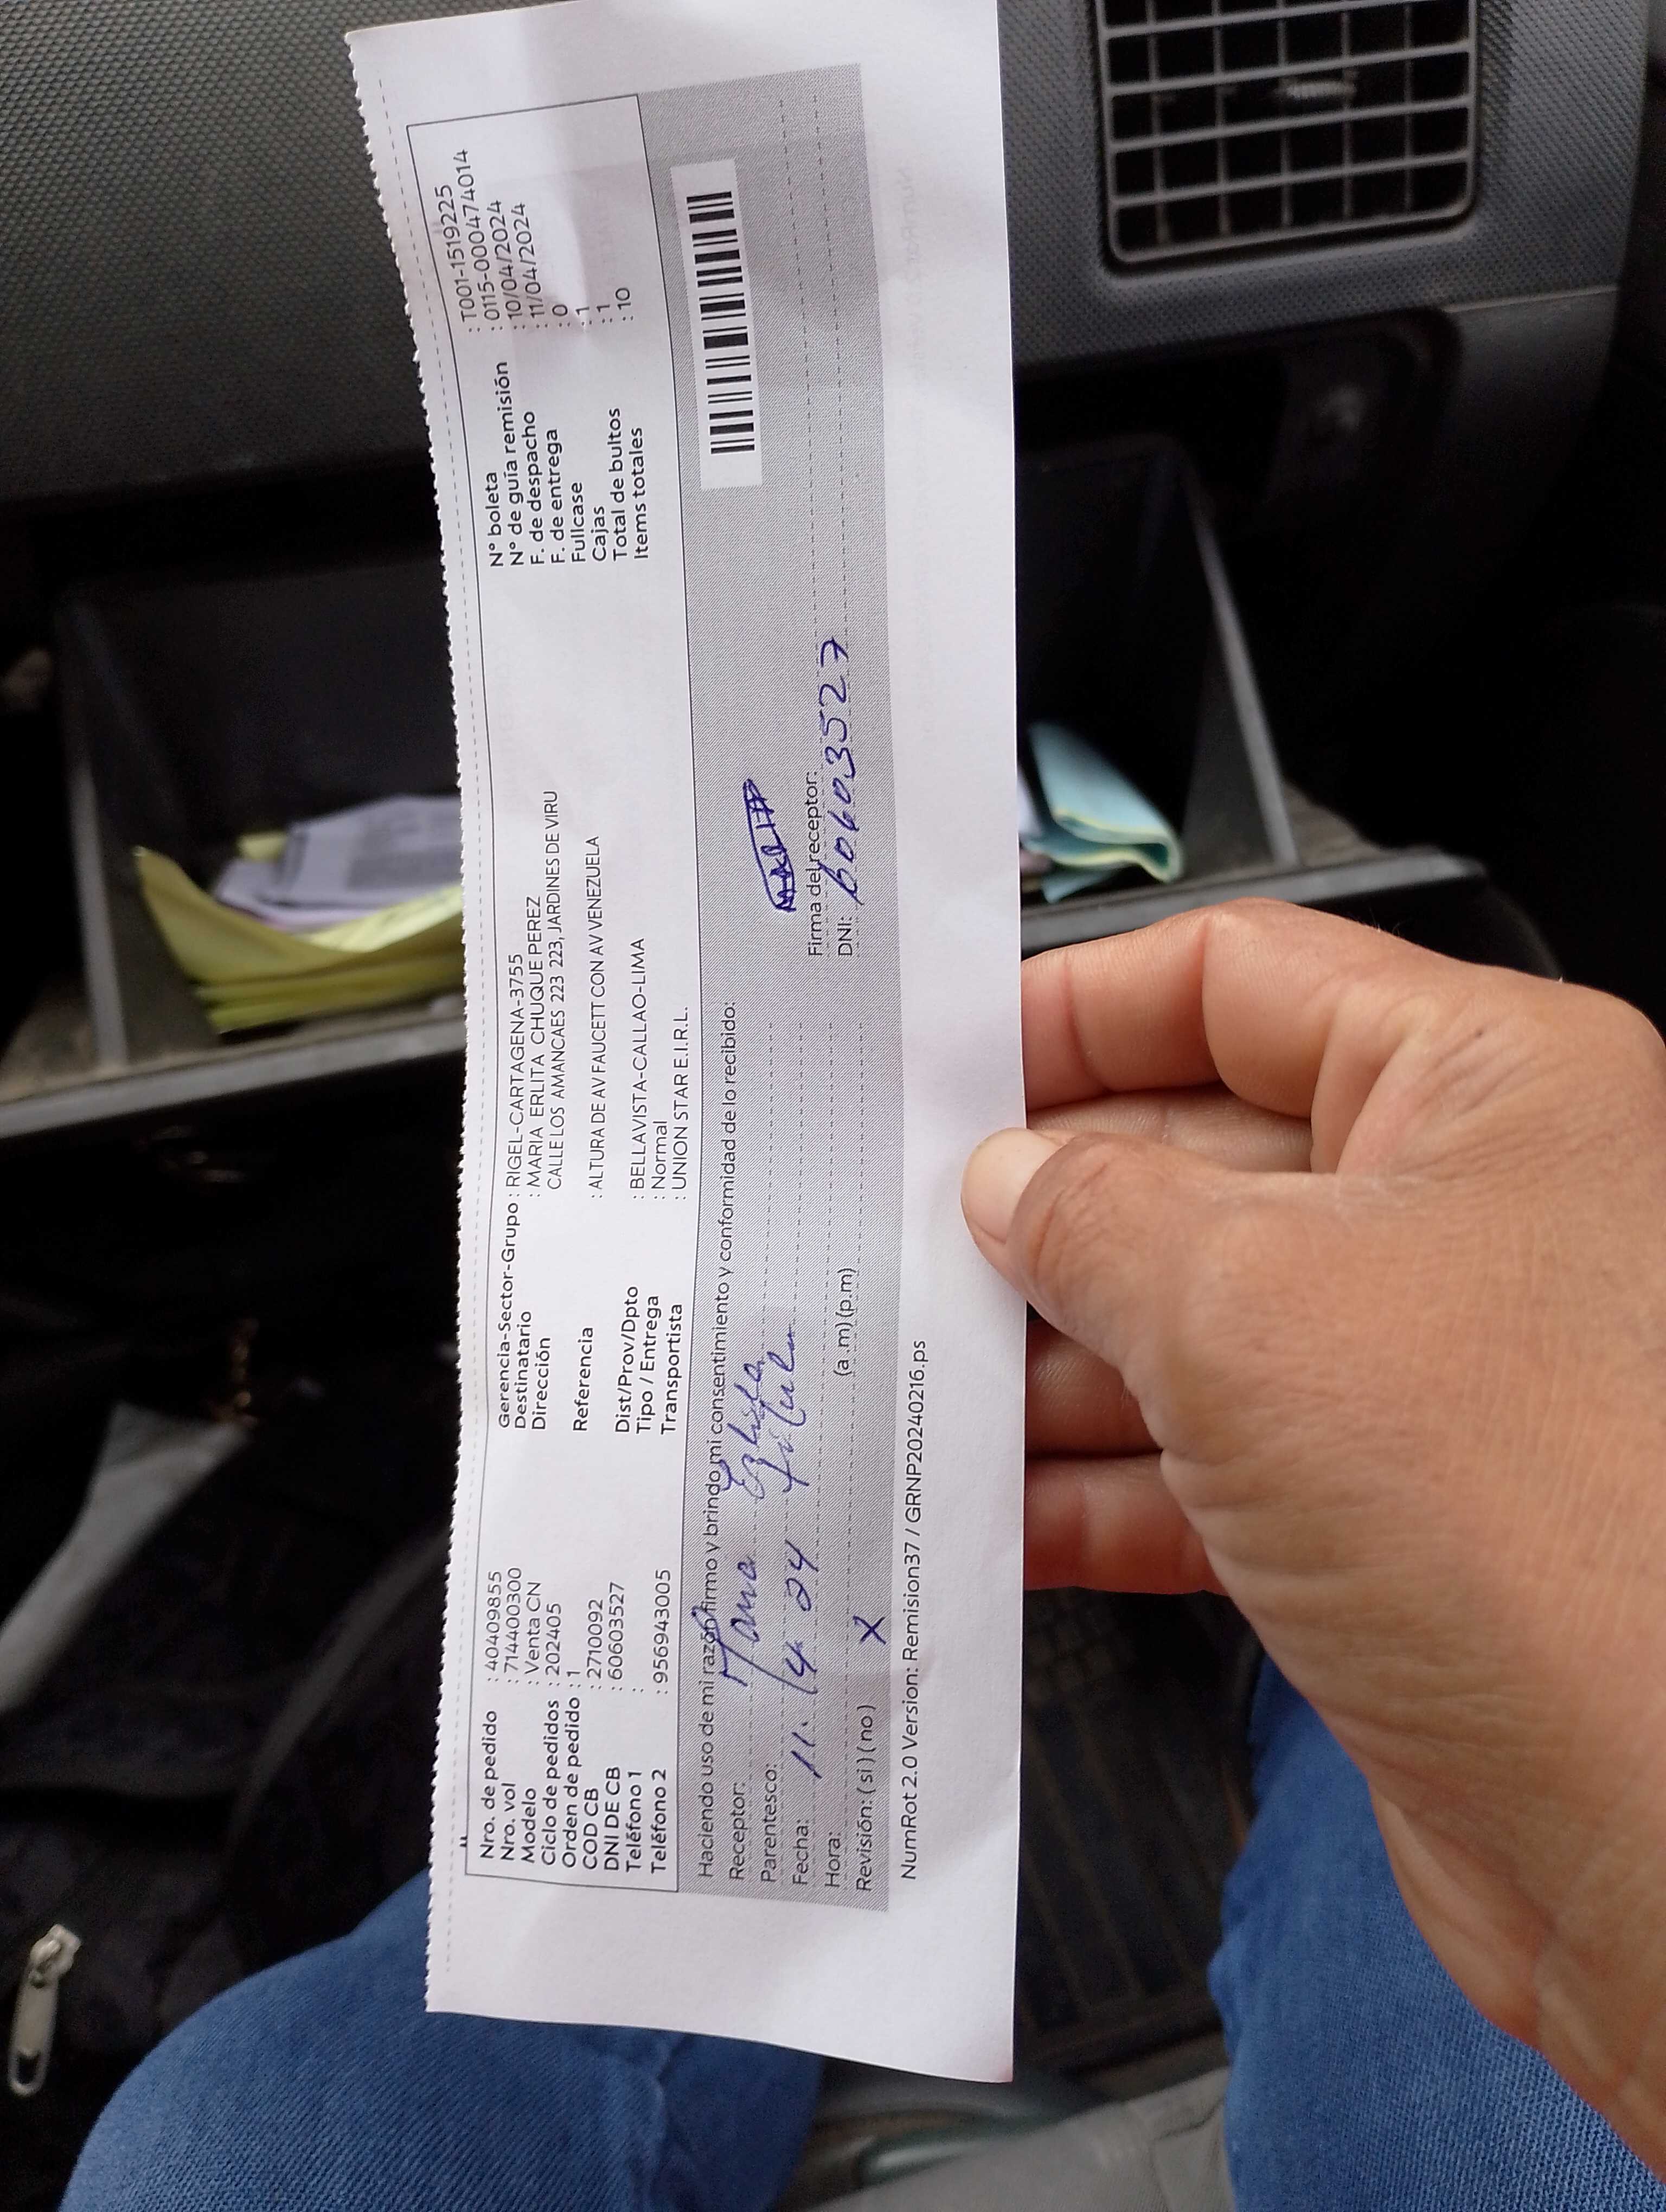 Nro. de pedido : 40409855
Nro. vol : 714400300
Modelo : Venta CN
Ciclo de pedidos : 202405
Orden de pedido : 1
COD CB : 2710092
DNI DE CB : 60603527
Teléfono 1 :
Teléfono 2 : 956943005
Gerencia-Sector-Grupo : RIGEL-CARTAGENA-3755
Destinatario : MARIA ERLITA CHUQUE PEREZ
Dirección CALLE LOS AMANCAES 223 223, JARDINES DE VIRU
Referencia : ALTURA DE AV FAUCETT CON AV VENEZUELA
Dist/Prov/Dpto : BELLAVISTA-CALLAO-LIMA
Tipo / Entrega : Normal
Transportista : UNION STAR E.I.R.L.
N° boleta : T001-1519225
N° de guía remisión : 0115-000474014
F. de despacho : 10/04/2024
F. de entrega : 11/04/2024
Fullcase : 0
Cajas : 1
Total de bultos : 1
Items totales : 10
Haciendo uso de mi razón firmo y brindo mi consentimiento y conformidad de lo recibido:
Receptor:
Parentesco:
Fecha: 11. 4. 24
Hora: (a .m) (p.m)
Revisión: ( si ) ( no ) X
Firma del receptor:
DNI: 60603527
NumRot 2.0 Version: Remision37 / GRNP20240216.ps